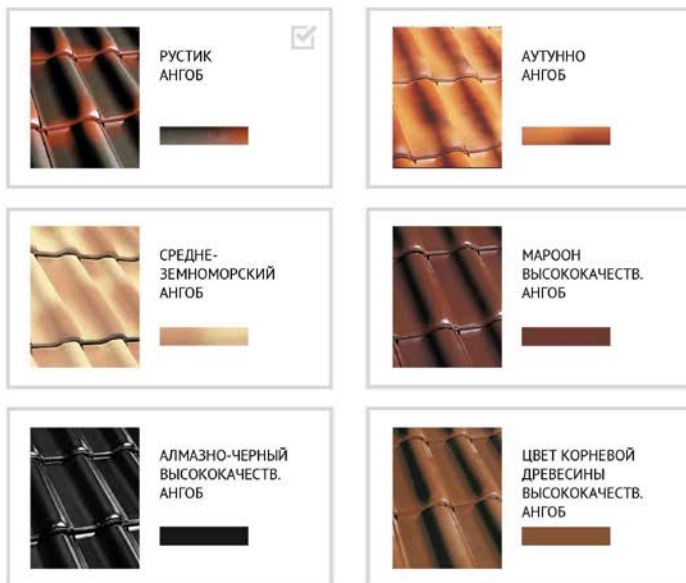 РУСТИК
АНГОБ
АУТУННО
АНГОБ
СРЕДНЕ-
ЗЕМНОМОРСКИЙ
АНГОБ
МАРООН
ВЫСОКОКАЧЕСТВ.
АНГОБ
АЛМАЗНО-ЧЕРНЫЙ
ВЫСОКОКАЧЕСТВ.
АНГОБ
ЦВЕТ КОРНЕВОЙ
ДРЕВЕСИНЫ
ВЫСОКОКАЧЕСТВ.
АНГОБ